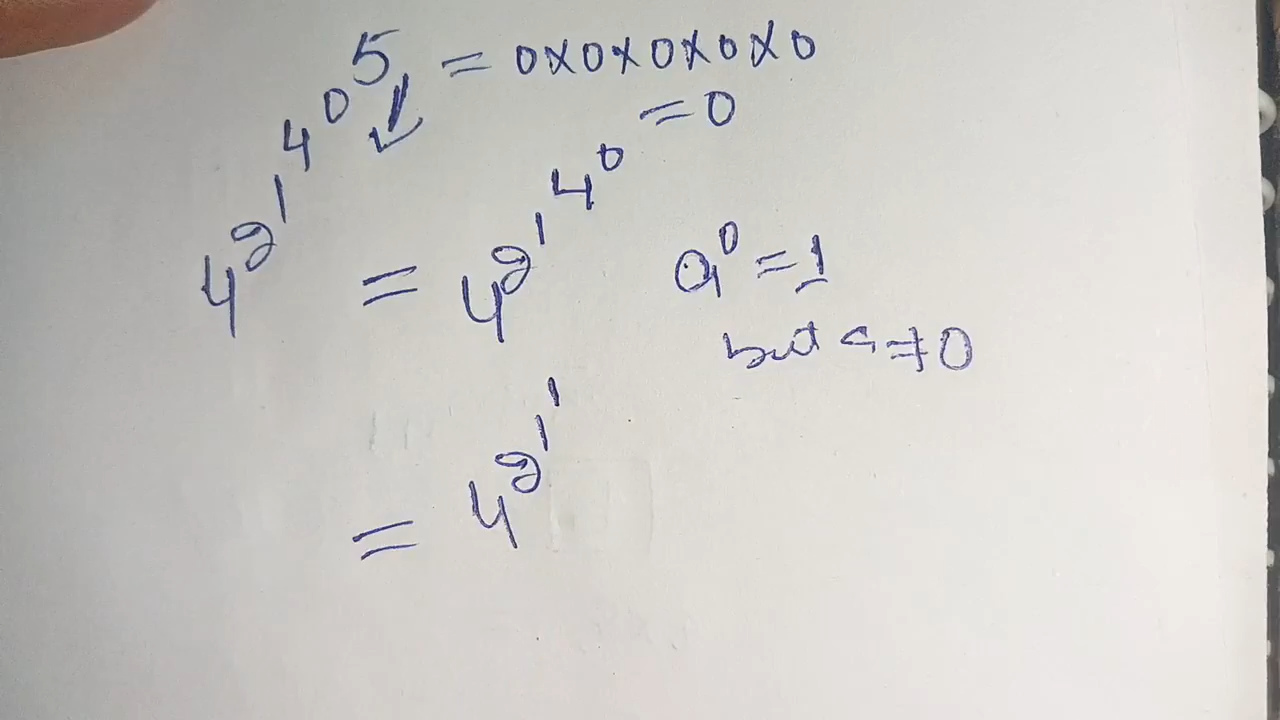 4^2^1^4^0^5 = 0×0×0×0×0
= 0
= 4^2^1^4^0
a^0 = 1
but a ≠ 0
= 4^2^1^1